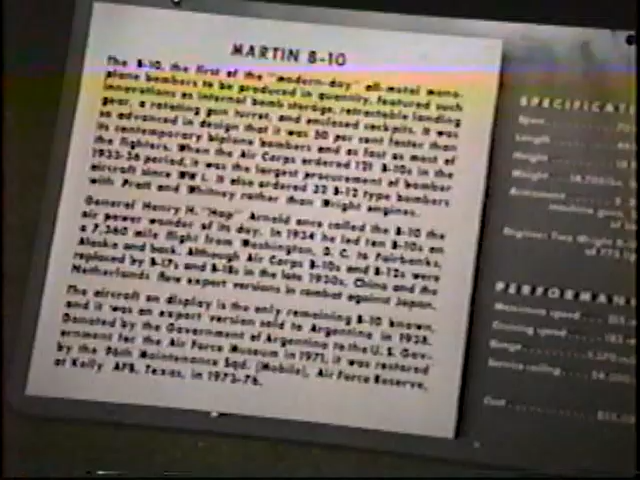 MARTIN B-10
The B-10, the first of the "modern-day" all-metal mono-
plane bombers to be produced in quantity, featured such
innovations as internal bomb storage, retractable landing
gear, a rotating gun turret, and enclosed cockpits. It was
so advanced in design that it was 50 per cent faster than
its contemporary biplane bombers and as fast as most of
the fighters. When the Air Corps ordered 121 B-10s in the
1933-36 period, it was the largest procurement of bomber
aircraft since WW I. It also ordered 32 B-12 type bombers
with Pratt and Whitney rather than Wright engines.
General Henry H. "Hap" Arnold once called the B-10 the
air power wonder of its day. In 1934 he led ten B-10s on
a 7,360 mile flight from Washington, D. C. to Fairbanks,
Alaska and back. Although Air Corps B-10s and B-12s were
replaced by B-17s and B-18s in the late 1930s, China and the
Netherlands flew export versions in combat against Japan.
The aircraft on display is the only remaining B-10 known,
and it was an export version sold to Argentina in 1938.
Donated by the Government of Argentina to the U. S. Gov-
ernment for the Air Force Museum in 1971, it was restored
by the 96th Maintenance Sqd. (Mobile), Air Force Reserve,
at Kelly AFB, Texas, in 1973-76.
SPECIFICATI
Span
Length
Height
Weight
Armament
PERFORMAN
Maximum speed
Cruising speed
Range
Service ceiling
Cost